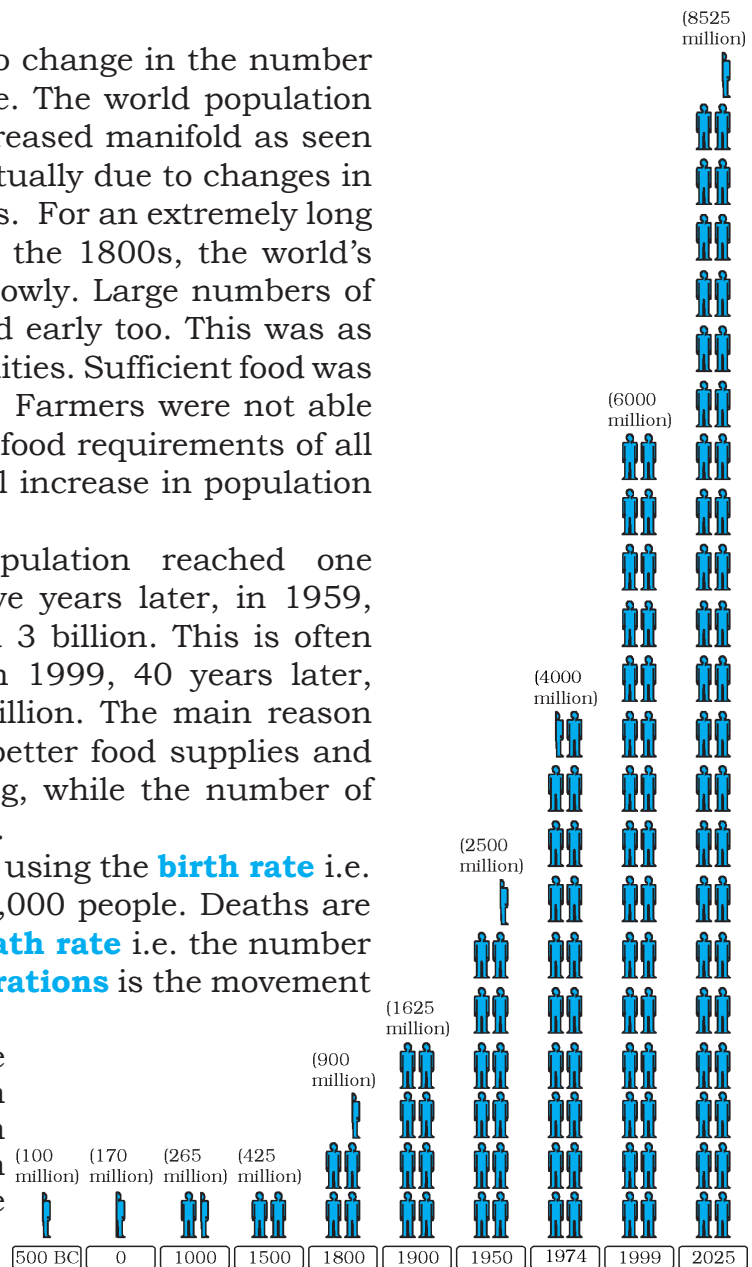 o change in the number
e. The world population
reased manifold as seen
tually due to changes in
s. For an extremely long
the 1800s, the world's
owly. Large numbers of
d early too. This was as
lities. Sufficient food was
Farmers were not able
food requirements of all
l increase in population
pulation reached one
ve years later, in 1959,
3 billion. This is often
1999, 40 years later,
illion. The main reason
better food supplies and
g, while the number of
using the birth rate i.e.
,000 people. Deaths are
ath rate i.e. the number
rations is the movement
e
e
(100
million)
(170
million)
(265
million)
(425
million)
(900
million)
(1625
million)
(2500
million)
(4000
million)
(6000
million)
(8525
million)
500 BC 0 1000 1500 1800 1900 1950 1974 1999 2025